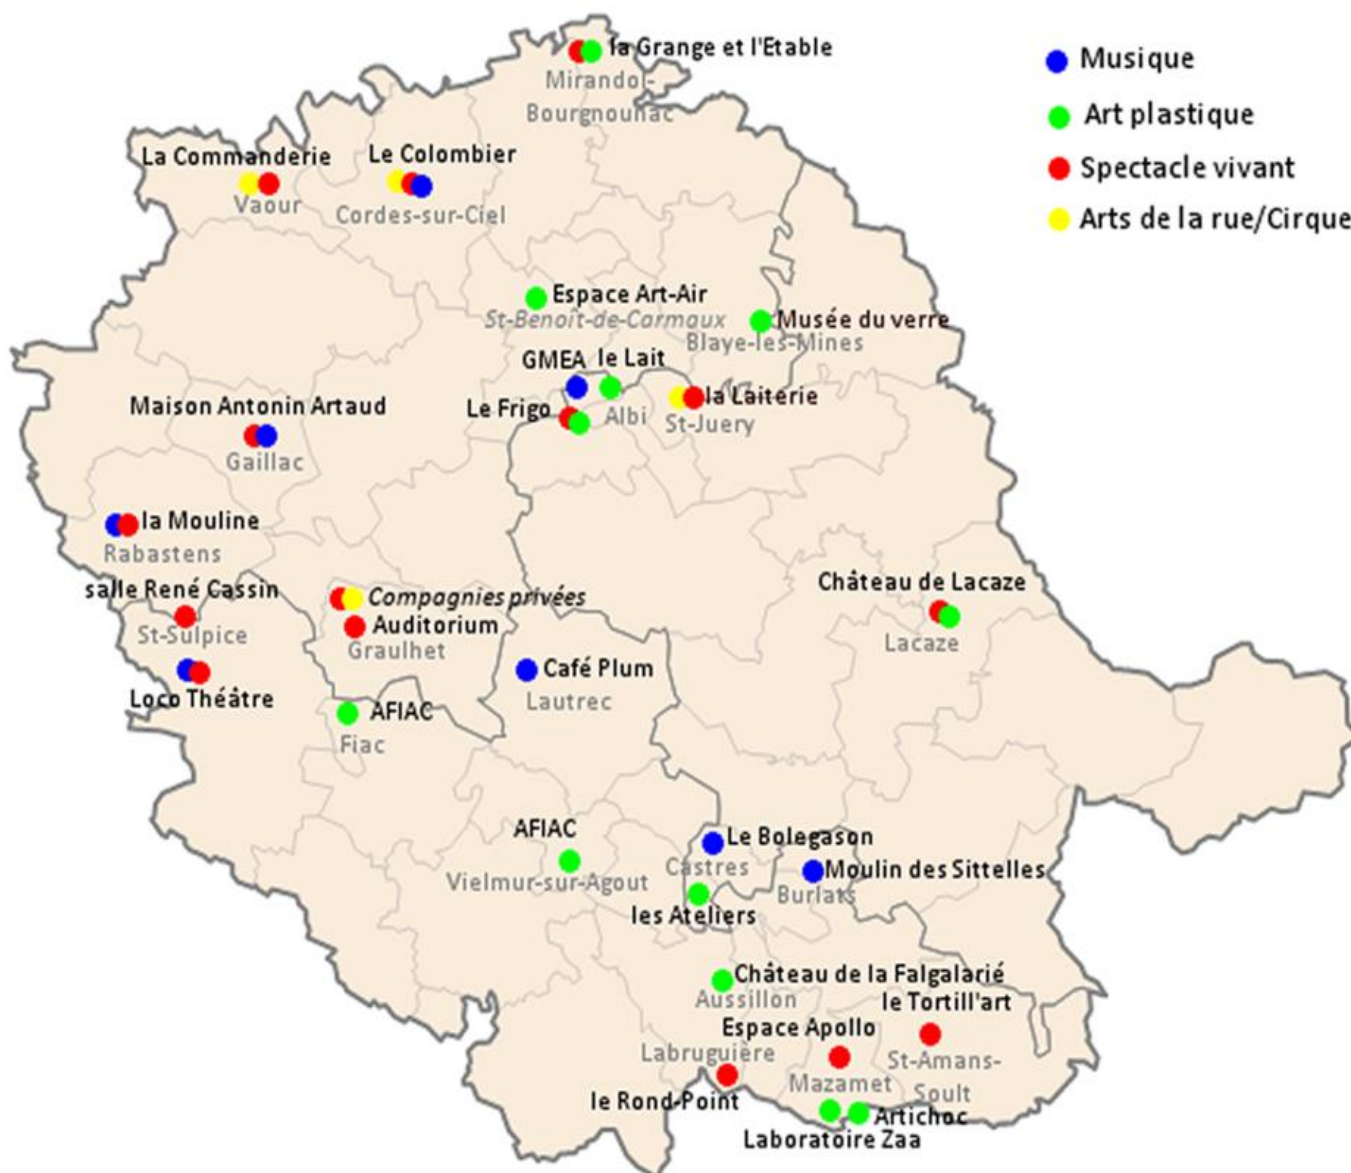 la Grange et l'Etable
Mirandol-
Bourgnounac
Musique
Art plastique
Spectacle vivant
Arts de la rue/Cirque
La Commanderie
Vaour
Le Colombier
Cordes-sur-Ciel
Espace Art-Air
St-Benoît-de-Carmaux
Musée du verre
Blaye-les-Mines
GMEA
le Lait
Albi
Le Frigo
la Laiterie
St-Juery
Maison Antonin Artaud
Gaillac
la Mouline
Rabastens
salle René Cassin
St-Sulpice
Loco Théâtre
Compagnies privées
Auditorium
Graulhet
Café Plum
Lautrec
Château de Lacaze
Lacaze
AFIAC
Fiac
AFIAC
Vielmur-sur-Agout
Le Bolegason
Castres
les Ateliers
Moulin des Sittelles
Burlats
Château de la Falgalarié
Aussillon
le Tortill'art
St-Amans-
Soult
Espace Apollo
Mazamet
Labruguière
le Rond-Point
Artichoc
Laboratoire Zaa